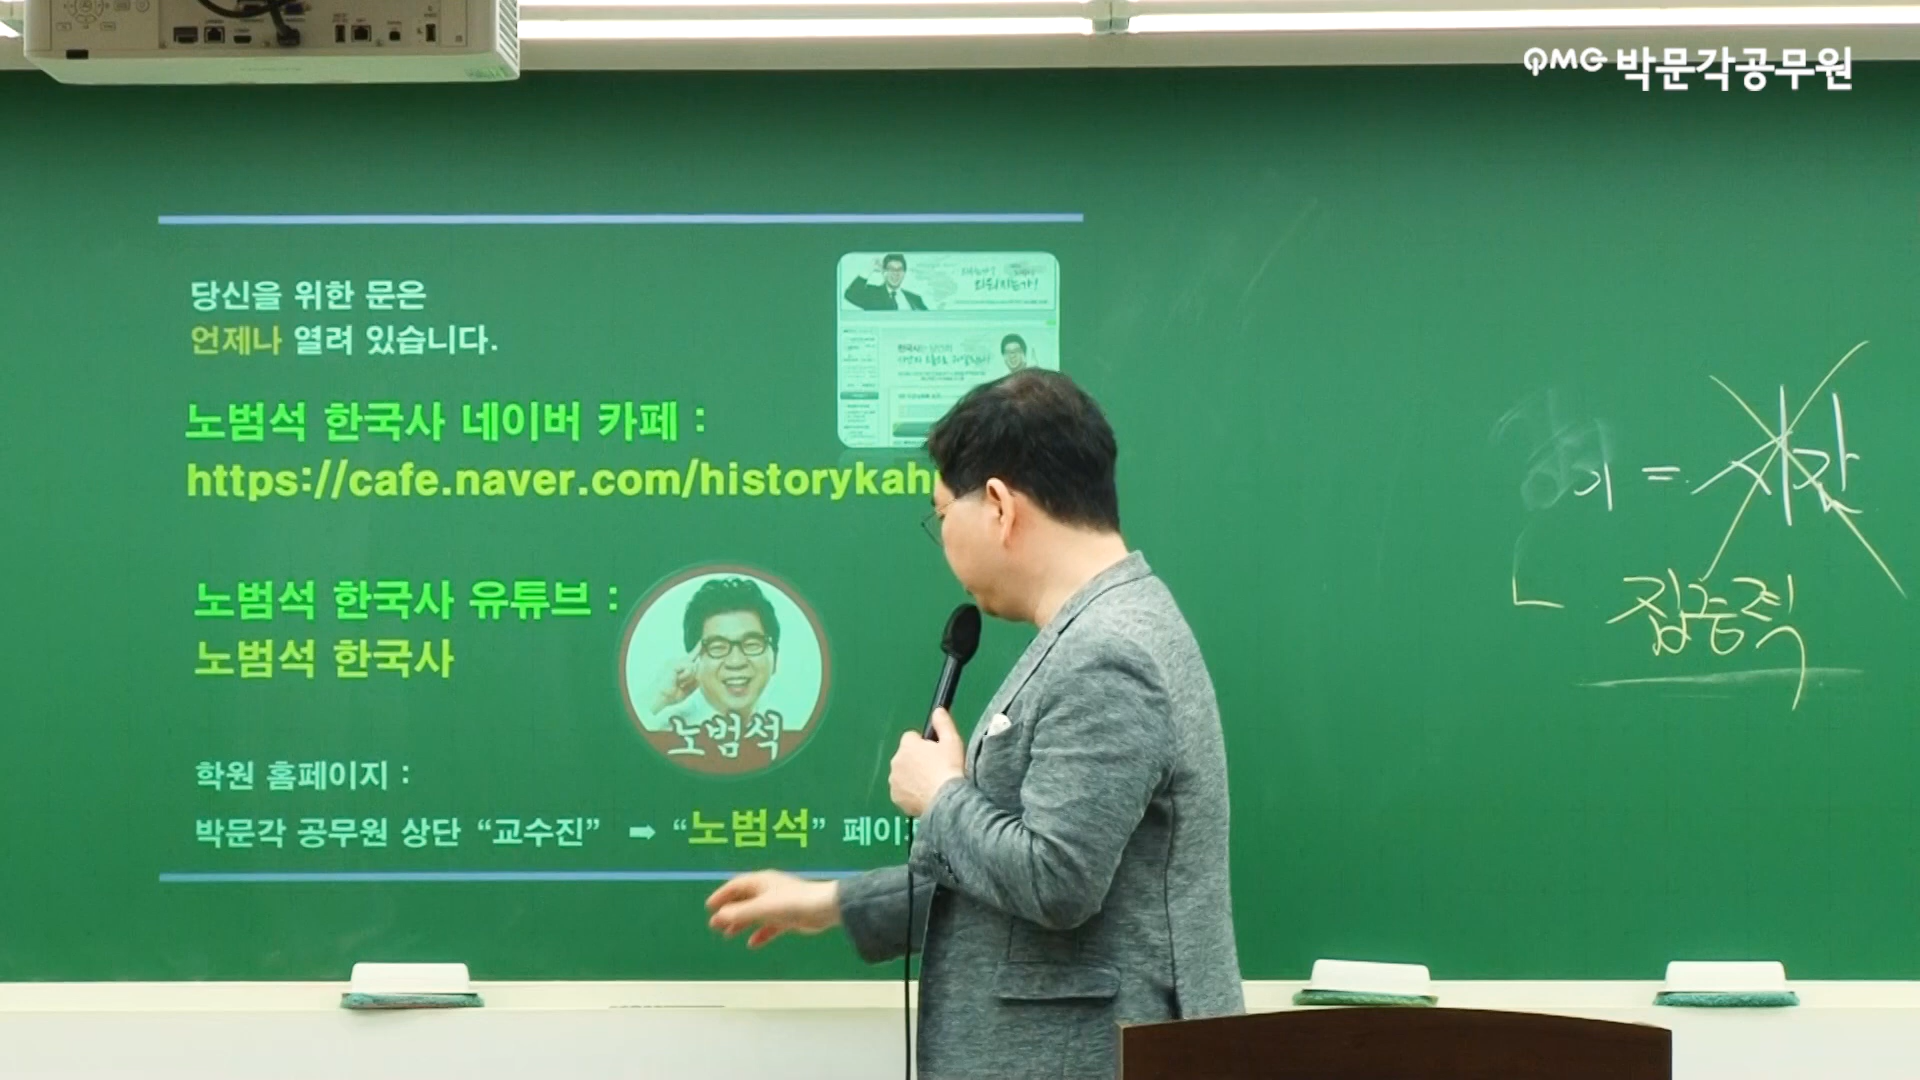 PMG 박문각공무원
당신을 위한 문은
언제나 열려 있습니다.
노범석 한국사 네이버 카페 :
https://cafe.naver.com/historykah
노범석 한국사 유튜브 :
노범석 한국사
노범석
학원 홈페이지 :
박문각 공무원 상단 “교수진” ➡ “노범석” 페이지
집중적